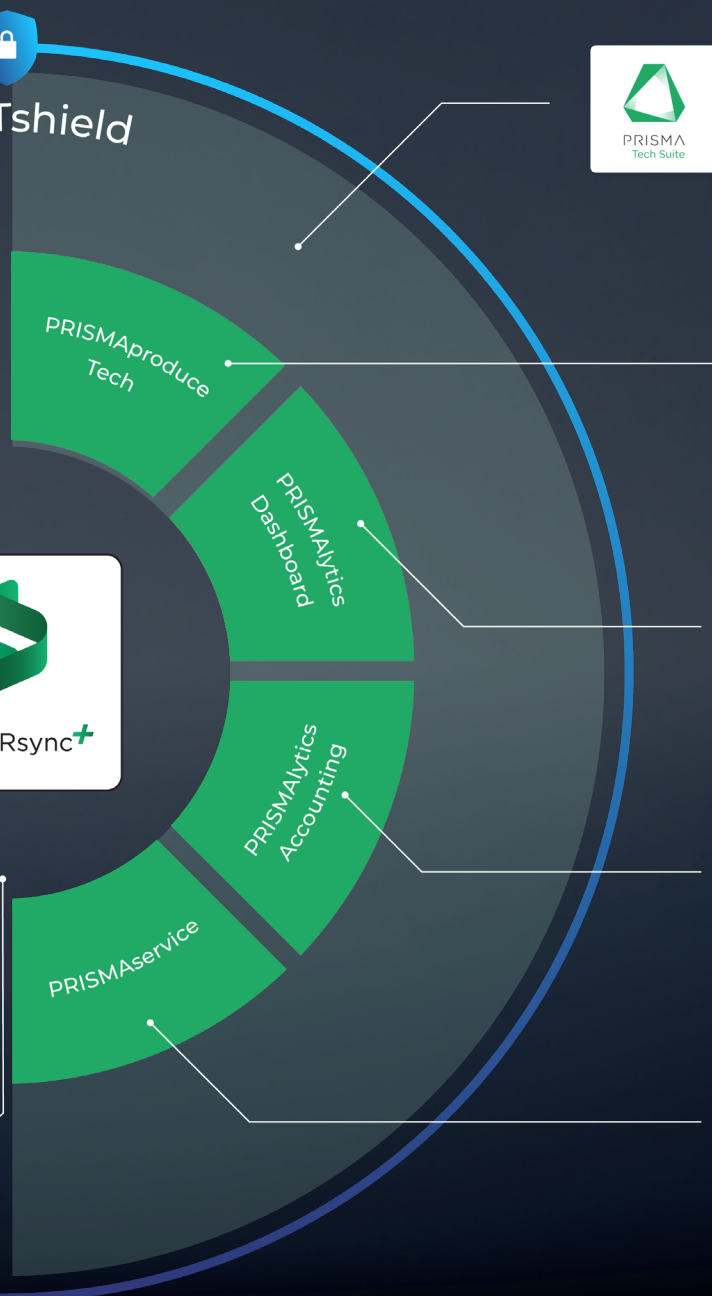 Tshield
PRISMA
Tech Suite
PRISMAproduce
Tech
PRISMAlytics
Dashboard
PRISMAlytics
Accounting
Rsync+
PRISMAservice